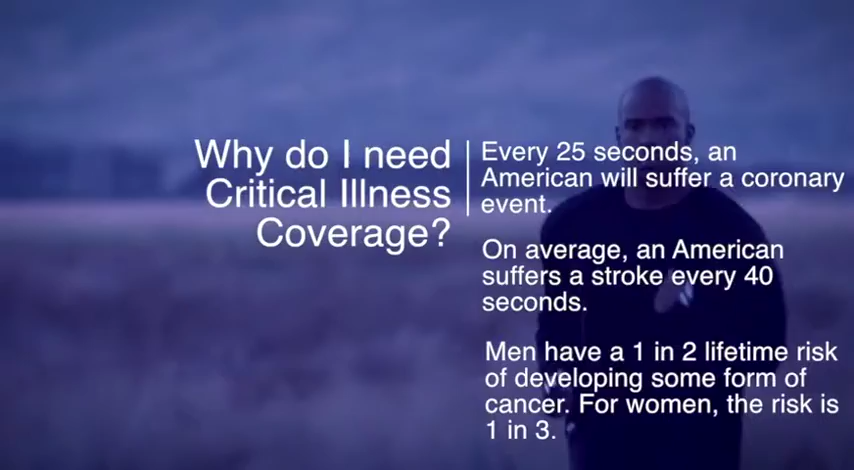 Why do I need
Critical Illness
Coverage?
Every 25 seconds, an
American will suffer a coronary
event.
On average, an American
suffers a stroke every 40
seconds.
Men have a 1 in 2 lifetime risk
of developing some form of
cancer. For women, the risk is
1 in 3.